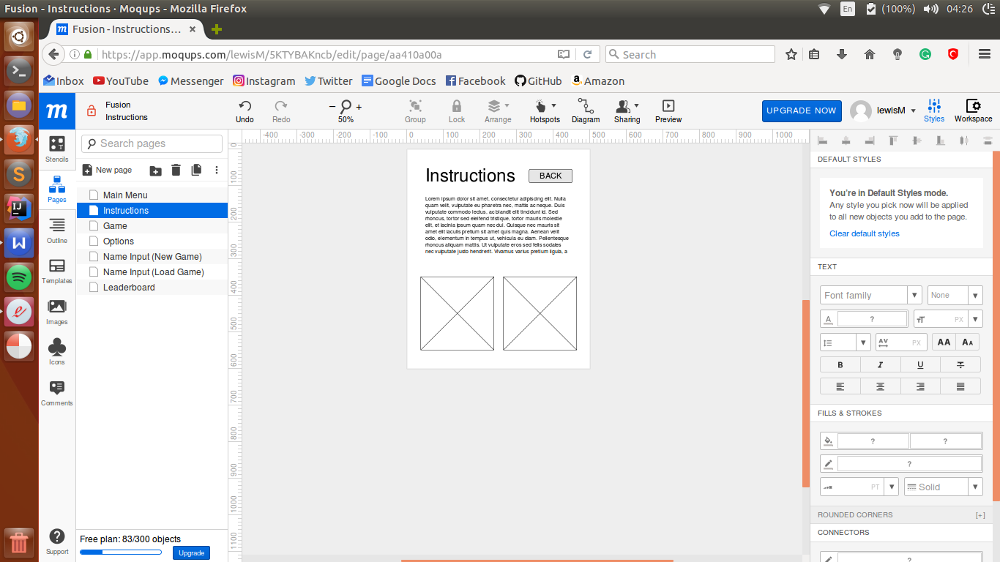 Fusion - Instructions · Moqups - Mozilla Firefox
En
(100%)
04:26
m Fusion - Instructions…
https://app.moqups.com/lewisM/5KTYBAKncb/edit/page/aa410a00a
Search
Inbox
YouTube
Messenger
Instagram
Twitter
Google Docs
Facebook
GitHub
Amazon
m
Fusion
Instructions
Undo
Redo
50%
Group
Lock
Arrange
Hotspots
Diagram
Sharing
Preview
UPGRADE NOW
lewisM
Styles
Workspace
Stencils
Pages
Outline
Templates
Images
Icons
Comments
Support
Search pages
New page
Main Menu
Instructions
Game
Options
Name Input (New Game)
Name Input (Load Game)
Leaderboard
Free plan: 83/300 objects
Upgrade
-400 -300 -200 -100 0 100 200 300 400 500 600 700 800 900 1000
0
100
200
300
400
500
600
700
800
900
1000
1100
Instructions
BACK
Lorem ipsum dolor sit amet, consectetur adipiscing elit. Nulla
quam velit, vulputate eu pharetra nec, mattis ac neque. Duis
vulputate commodo lectus, ac blandit elit tincidunt id. Sed
rhoncus, tortor sed eleifend tristique, tortor mauris molestie
elit, et lacinia ipsum quam nec dui. Quisque nec mauris sit
amet elit iaculis pretium sit amet quis magna. Aenean velit
odio, elementum in tempus ut, vehicula eu diam. Pellentesque
rhoncus aliquam mattis. Ut vulputate eros sed felis sodales
nec vulputate justo hendrerit. Vivamus varius pretium ligula, a
DEFAULT STYLES
You're in Default Styles mode.
Any style you pick now will be applied
to all new objects you add to the page.
Clear default styles
TEXT
Font family
None
A ?
TT PX
AV PX
AA AA
B I U T
FILLS & STROKES
? ?
?
PT
Solid
ROUNDED CORNERS [+]
CONNECTORS
?